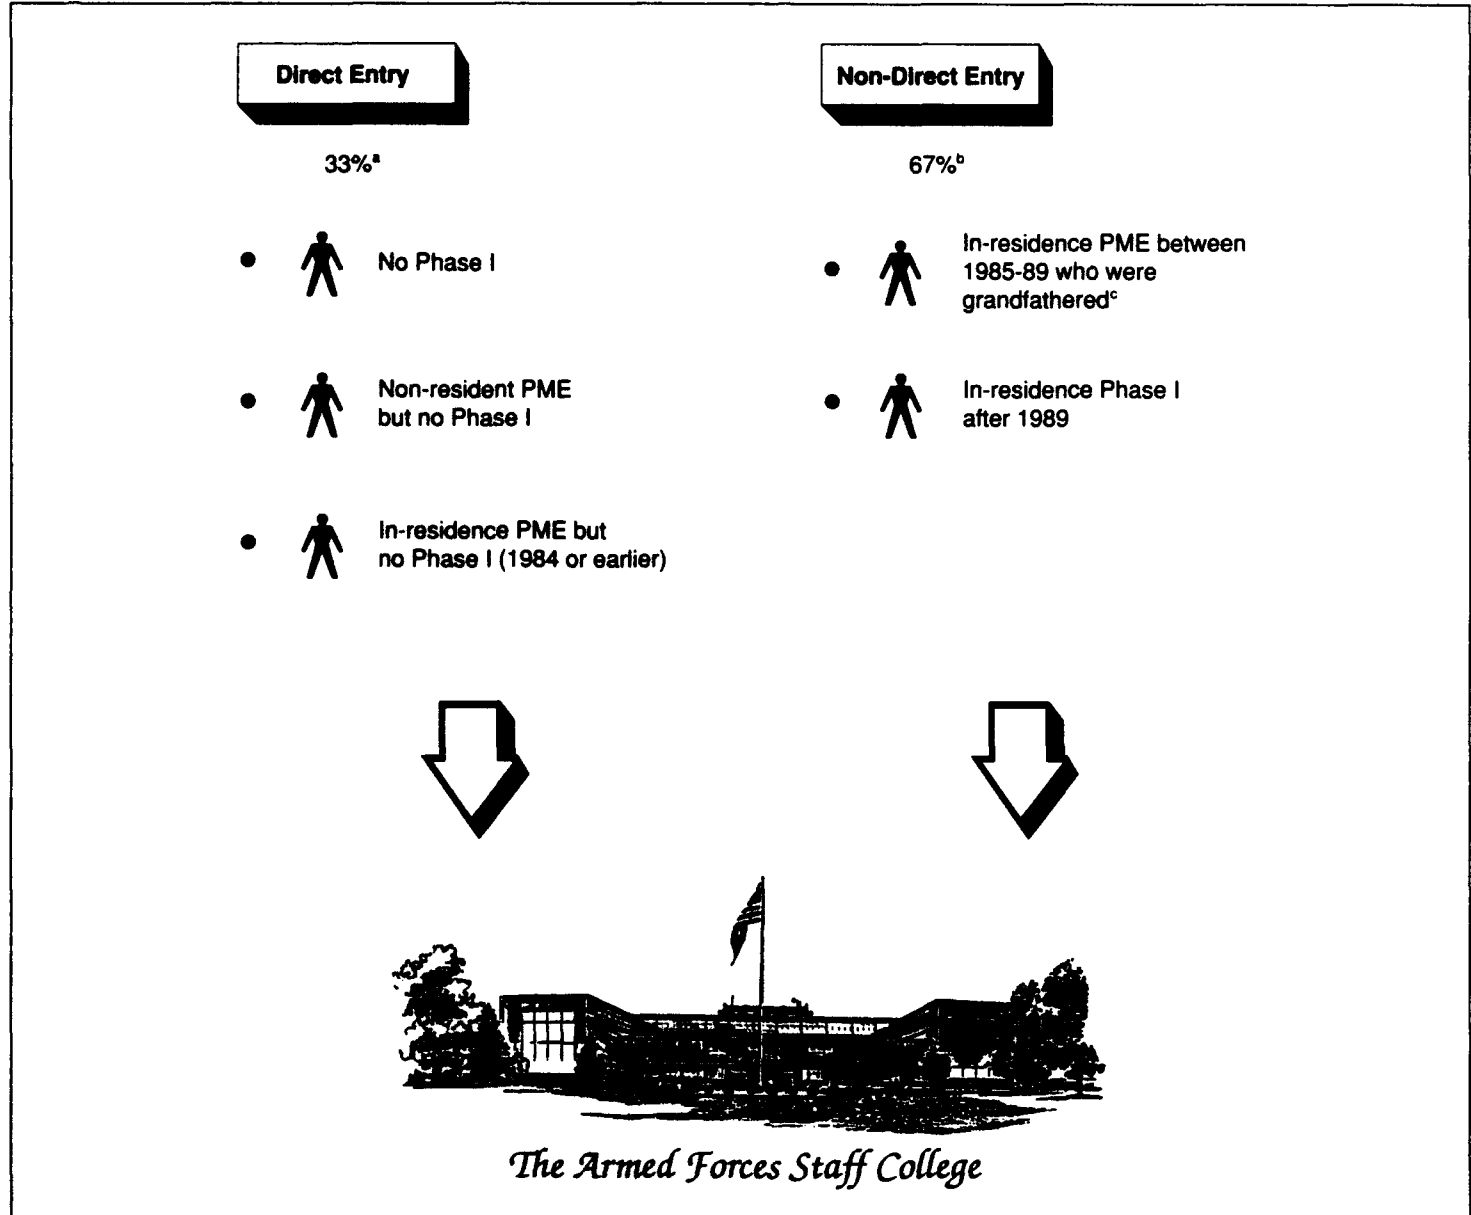 Direct Entry
33%ª
No Phase I
Non-resident PME
but no Phase I
In-residence PME but
no Phase I (1984 or earlier)
Non-Direct Entry
67%ᵇ
In-residence PME between
1985-89 who were
grandfatheredᶜ
In-residence Phase I
after 1989
The Armed Forces Staff College